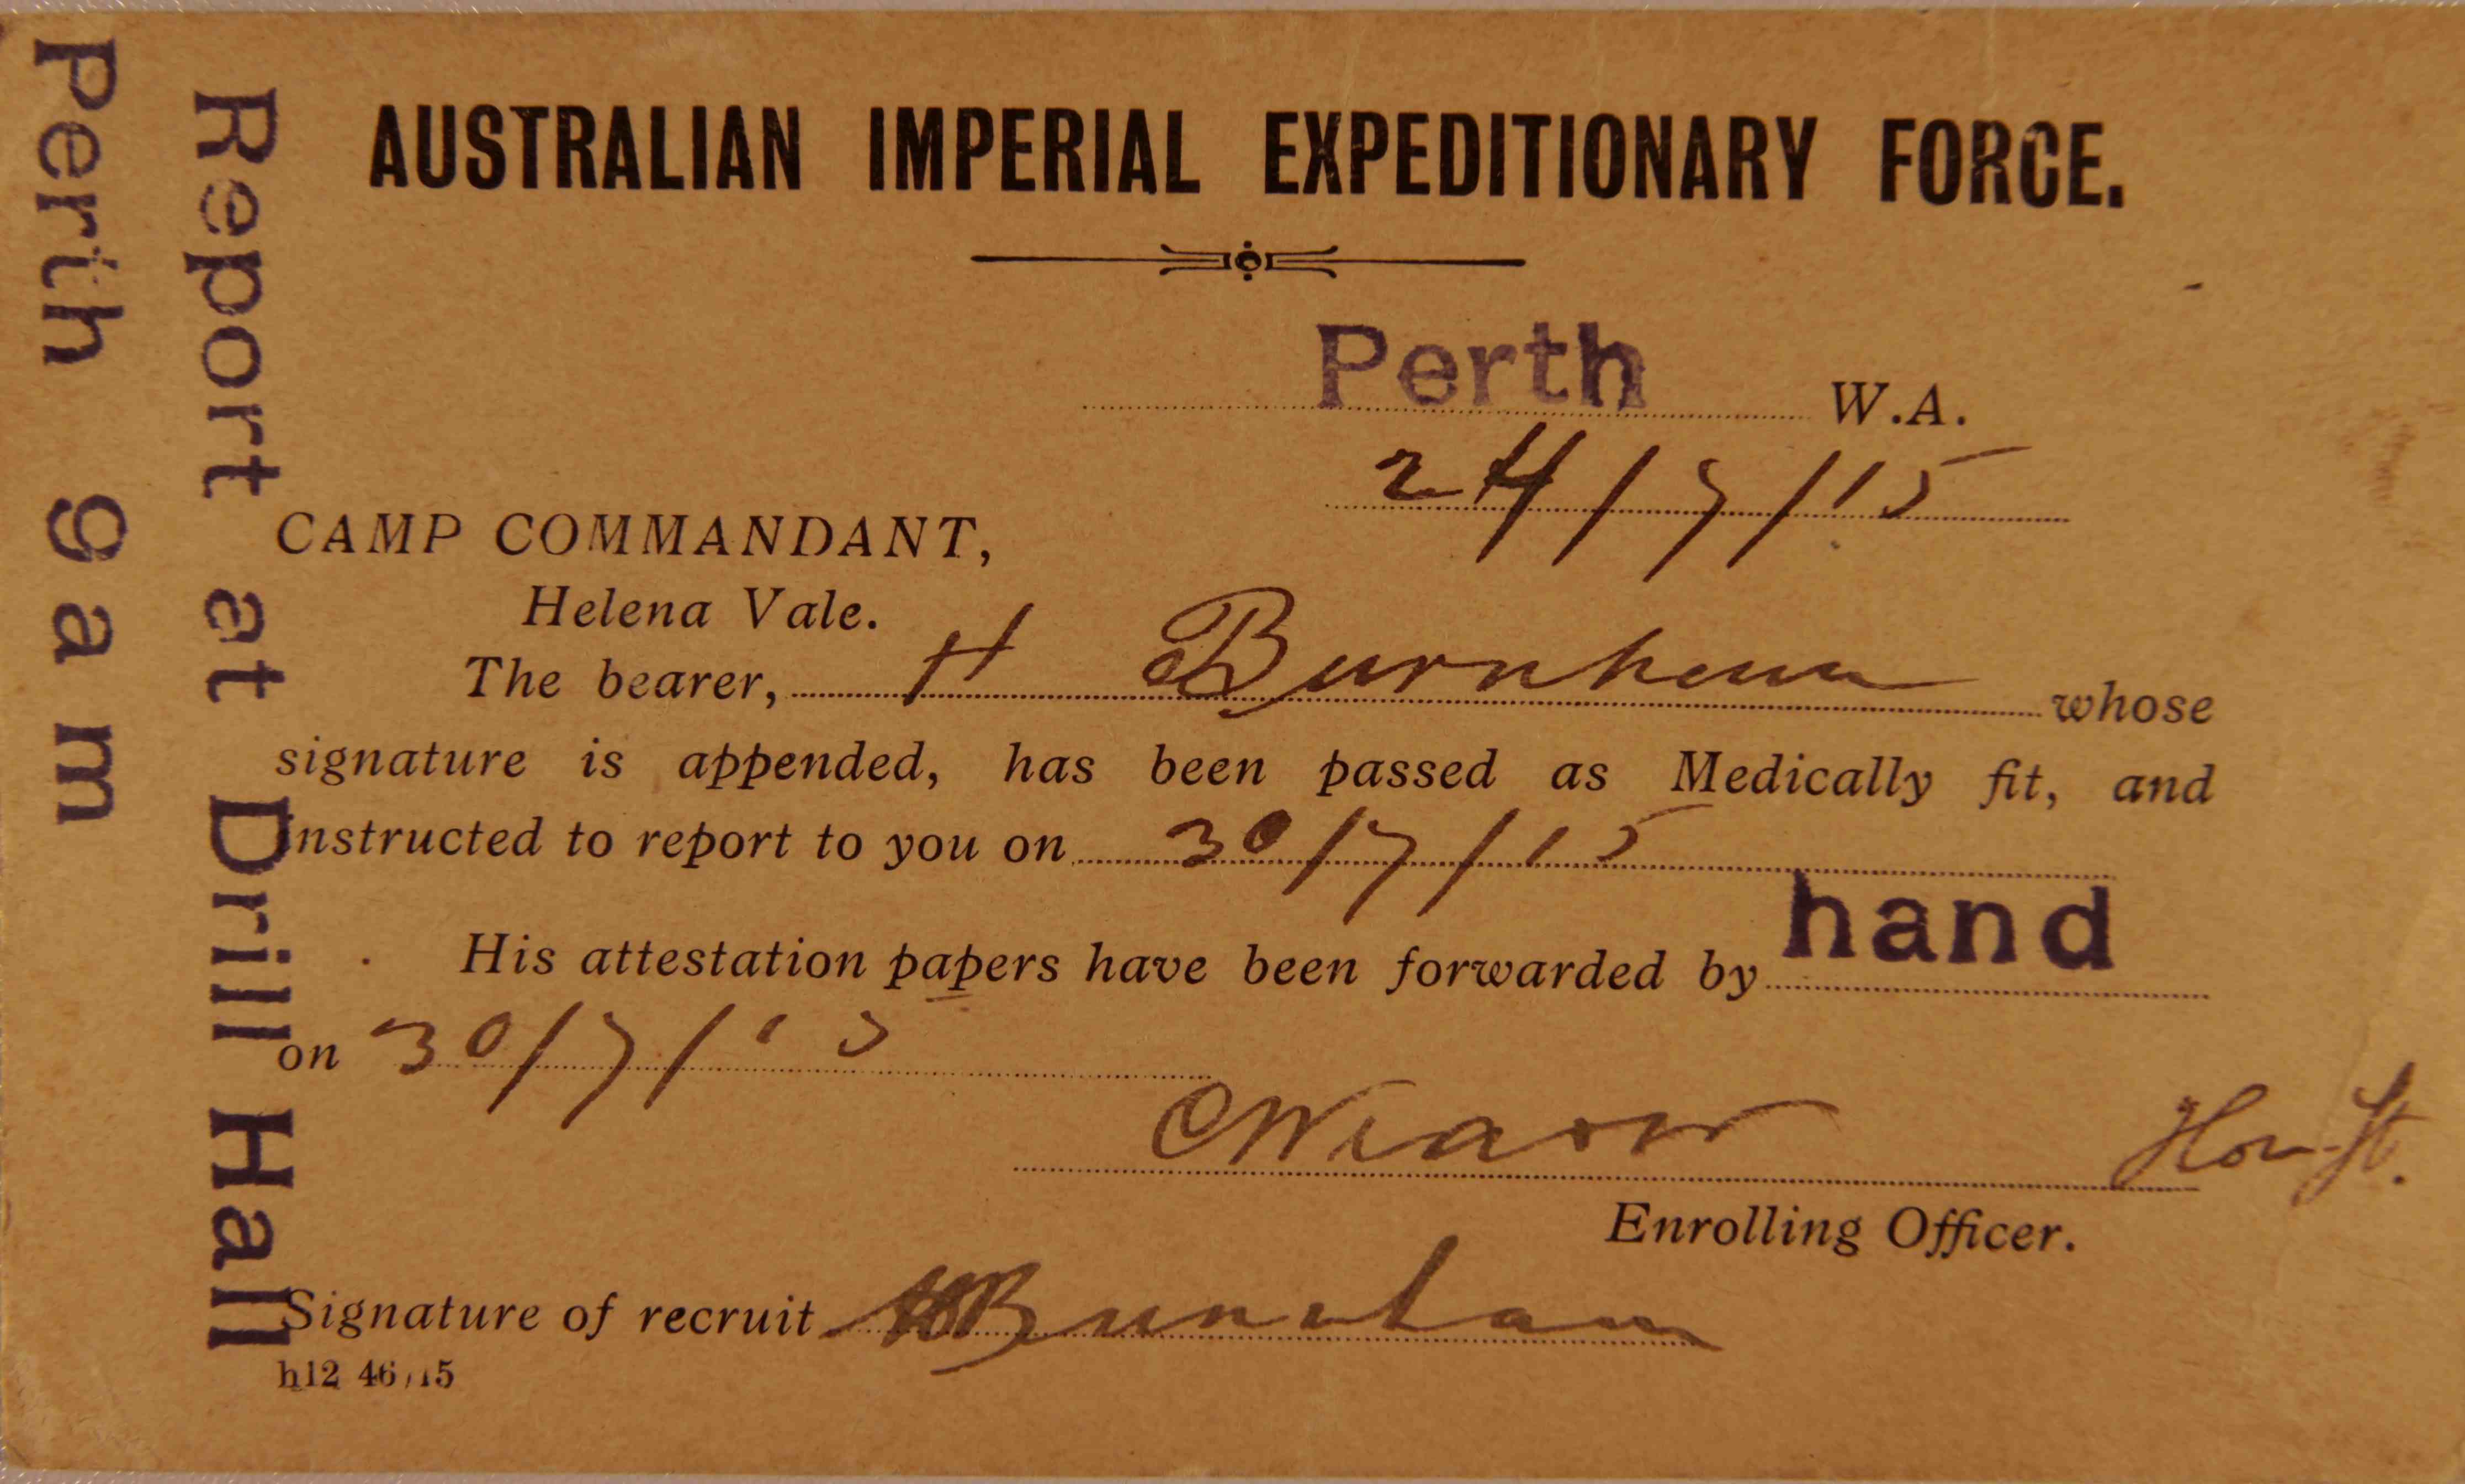 AUSTRALIAN IMPERIAL EXPEDITIONARY FORCE.
Perth W.A.
24/7/15
CAMP COMMANDANT,
Helena Vale.
The bearer, H Burnham whose
signature is appended, has been passed as Medically fit, and
instructed to report to you on 30/7/15
His attestation papers have been forwarded by hand
on 30/7/15
Enrolling Officer.
Signature of recruit H Burnham
h12 46/15
Report at Drill Hall
Perth 9am